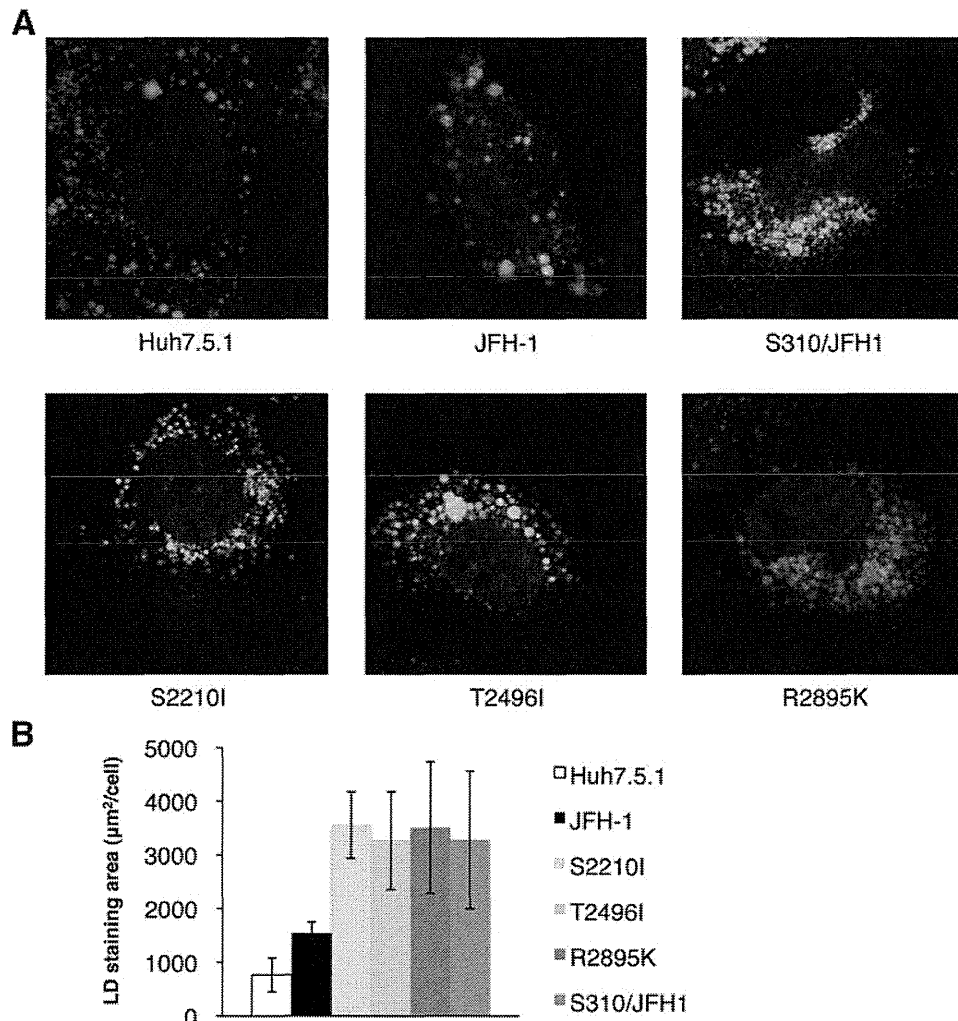 A
Huh7.5.1
JFH-1
S310/JFH1
S2210I
T2496I
R2895K
B
LD staining area (µm²/cell)
5000
4000
3000
2000
1000
0
Huh7.5.1
JFH-1
S2210I
T2496I
R2895K
S310/JFH1